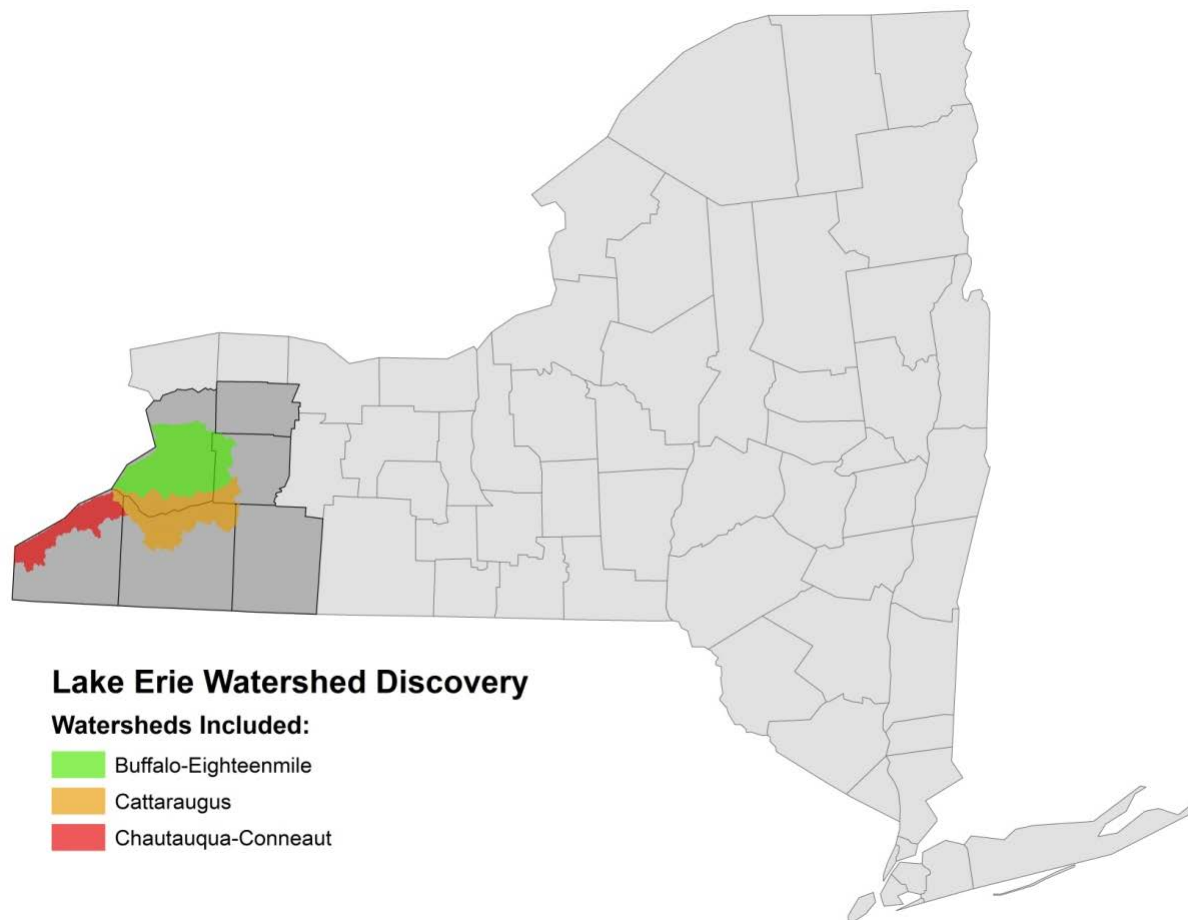 Lake Erie Watershed Discovery
Watersheds Included:
Buffalo-Eighteenmile
Cattaraugus
Chautauqua-Conneaut